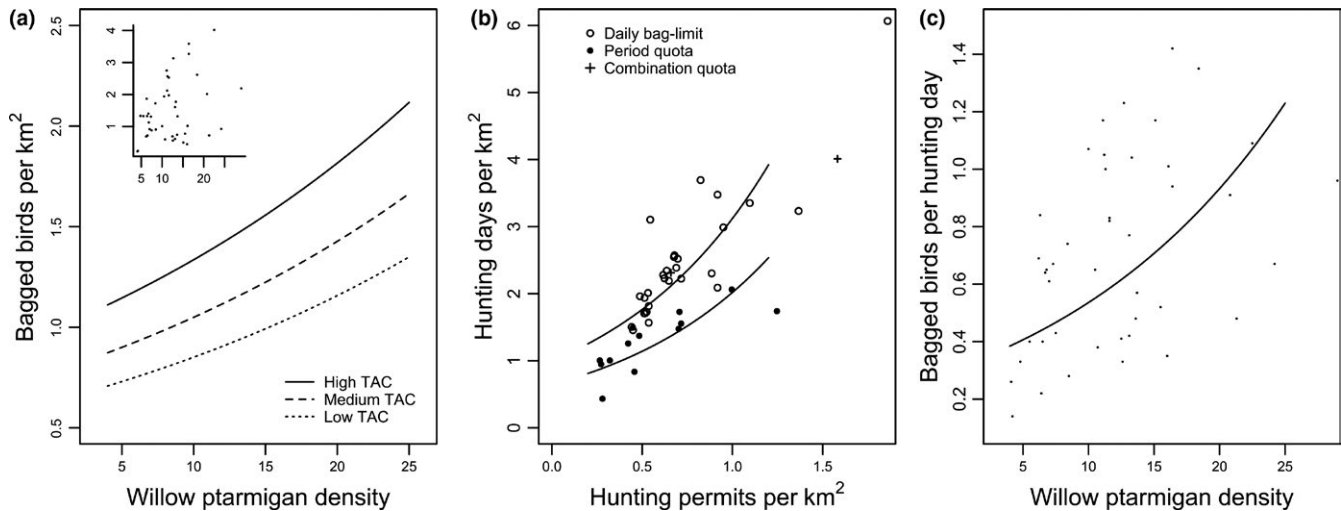 (a)
Bagged birds per km2
2.5
2.0
1.5
1.0
0.5
4
3
2
1
5 10 20
High TAC
Medium TAC
Low TAC
5 10 15 20 25
Willow ptarmigan density
(b)
Hunting days per km2
6
5
4
3
2
1
0
Daily bag-limit
Period quota
Combination quota
0.0 0.5 1.0 1.5
Hunting permits per km2
(c)
Bagged birds per hunting day
1.4
1.2
1.0
0.8
0.6
0.4
0.2
5 10 15 20 25
Willow ptarmigan density